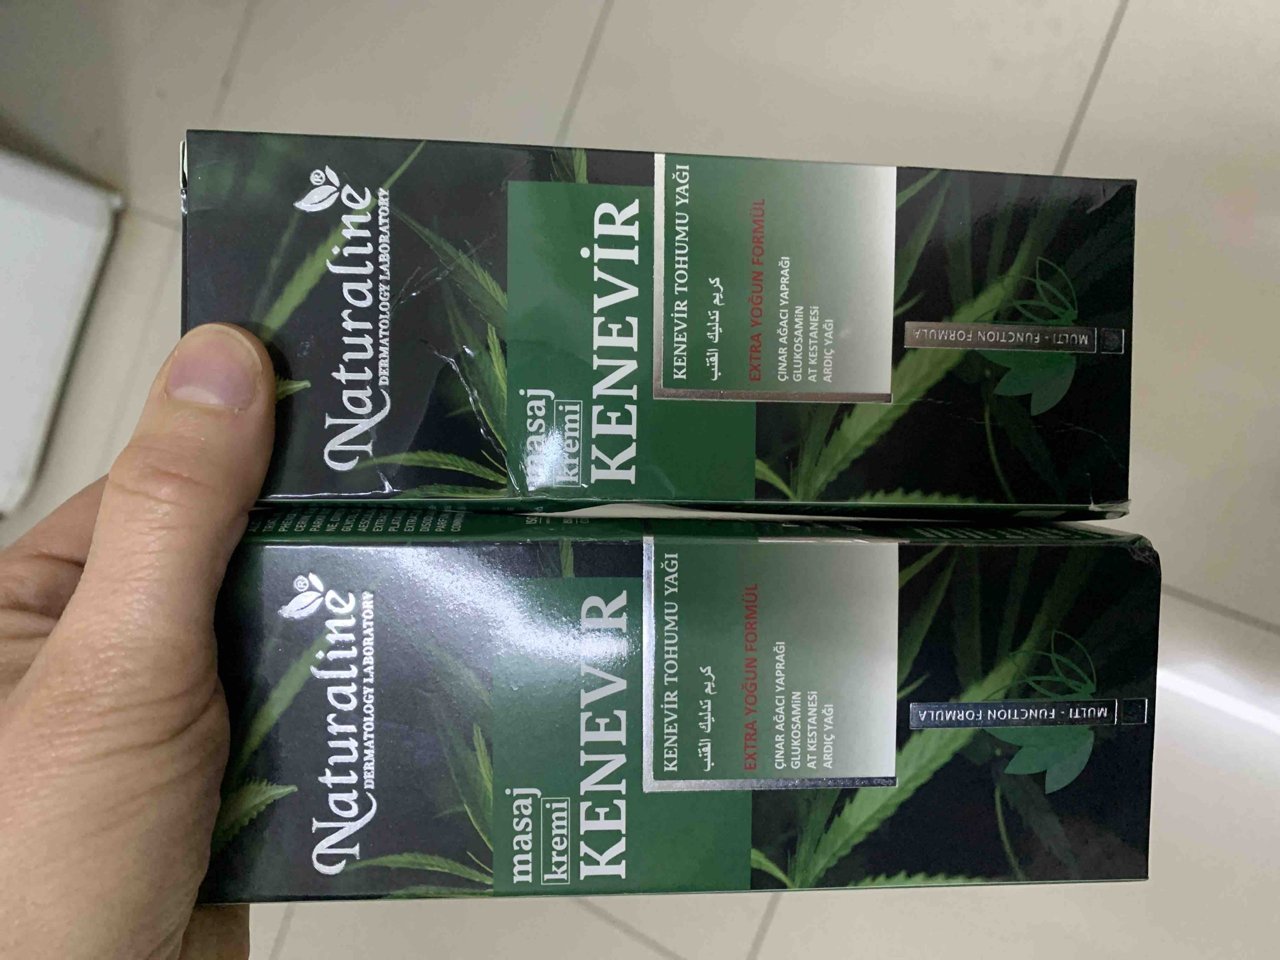 Naturaline®
DERMATOLOGY LABORATORY
masaj
kremi
KENEVİR
KENEVİR TOHUMU YAĞI
كريم تدليك القنب
EXTRA YOĞUN FORMÜL
ÇINAR AĞACI YAPRAĞI
GLUKOSAMİN
AT KESTANESİ
ARDIÇ YAĞI
MULTI - FUNCTION FORMULA
Naturaline®
DERMATOLOGY LABORATORY
masaj
kremi
KENEVİR
KENEVİR TOHUMU YAĞI
كريم تدليك القنب
EXTRA YOĞUN FORMÜL
ÇINAR AĞACI YAPRAĞI
GLUKOSAMİN
AT KESTANESİ
ARDIÇ YAĞI
MULTI - FUNCTION FORMULA